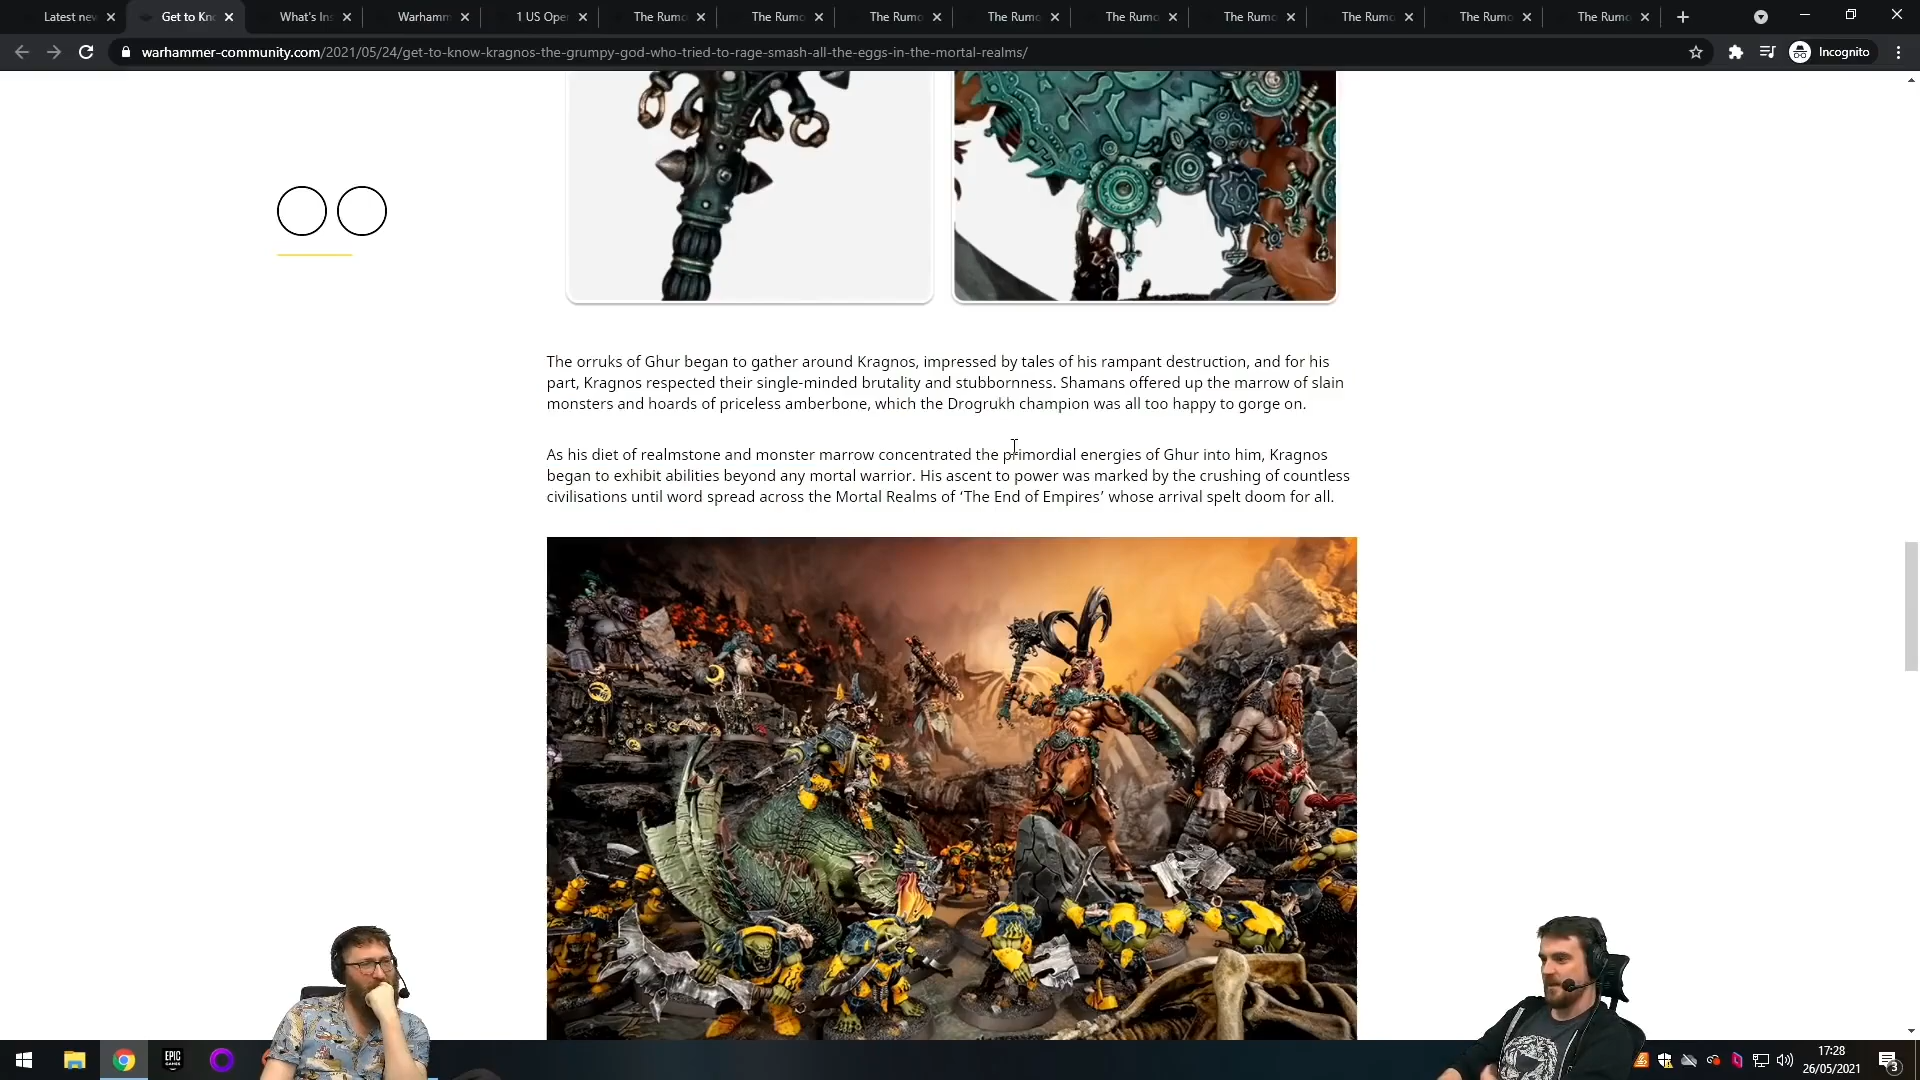 Latest nev
Get to Kno
What's Ins
Warhamm
1 US Oper
The Rumo
The Rumo
The Rumo
The Rumo
The Rumo
The Rumo
The Rumo
The Rumo
The Rumo
warhammer-community.com/2021/05/24/get-to-know-kragnos-the-grumpy-god-who-tried-to-rage-smash-all-the-eggs-in-the-mortal-realms/
Incognito
The orruks of Ghur began to gather around Kragnos, impressed by tales of his rampant destruction, and for his
part, Kragnos respected their single-minded brutality and stubbornness. Shamans offered up the marrow of slain
monsters and hoards of priceless amberbone, which the Drogrukh champion was all too happy to gorge on.
As his diet of realmstone and monster marrow concentrated the primordial energies of Ghur into him, Kragnos
began to exhibit abilities beyond any mortal warrior. His ascent to power was marked by the crushing of countless
civilisations until word spread across the Mortal Realms of ‘The End of Empires’ whose arrival spelt doom for all.
EPIC
GAMES
17:28
26/05/2021
3